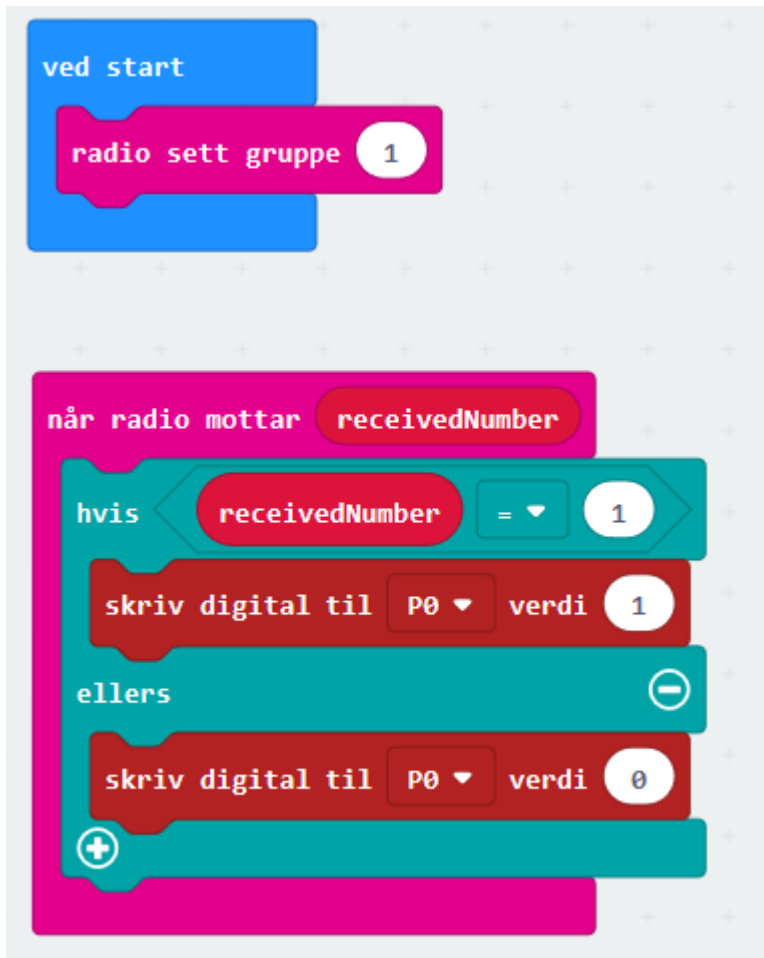 ved start
radio sett gruppe 1
når radio mottar receivedNumber
hvis receivedNumber = 1
skriv digital til P0 verdi 1
ellers
skriv digital til P0 verdi 0